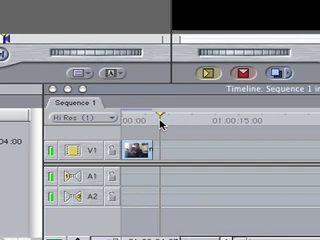 Timeline: Sequence 1 in
Sequence 1
Hi Res (1)
:00:00
01:00:15:00
04:00
V1
A1
A2